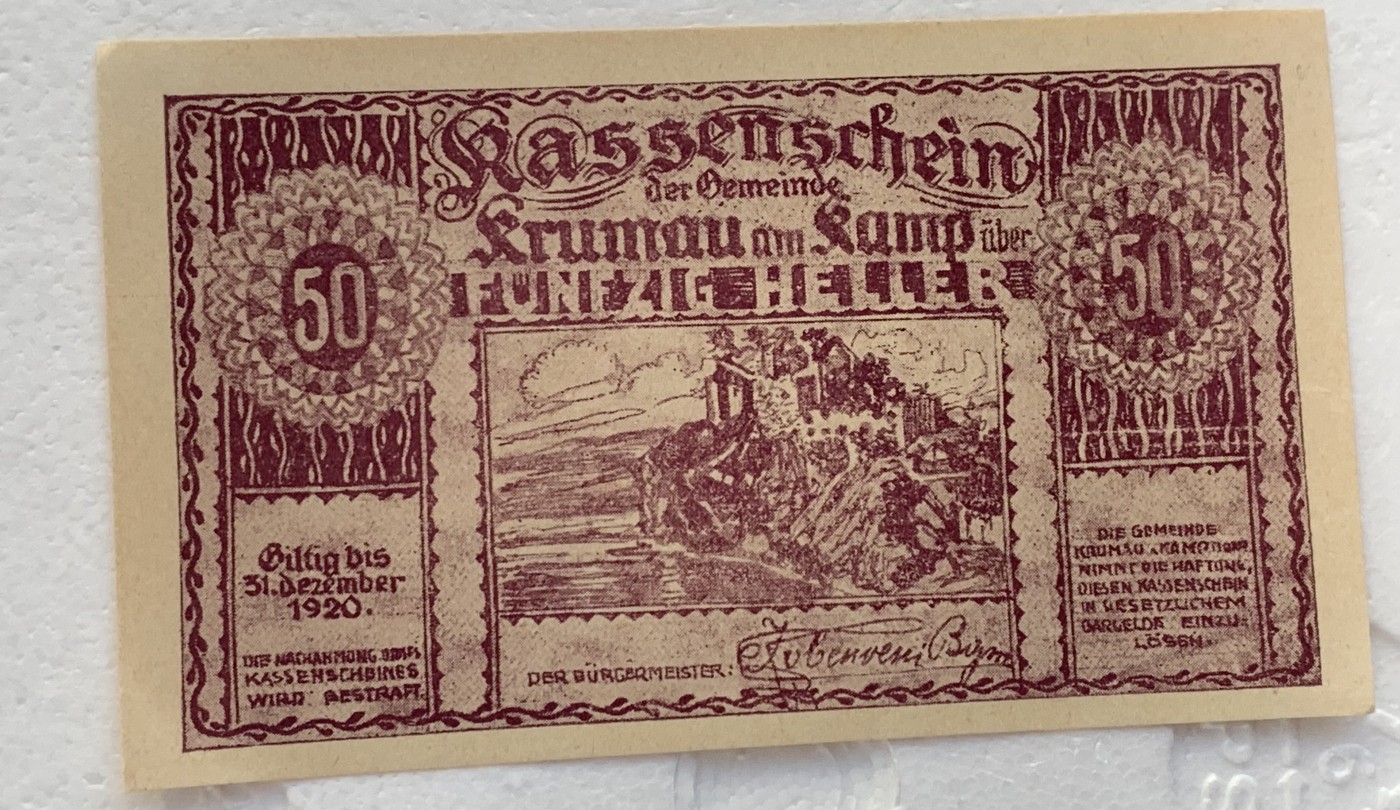 Kassenschein
der Gemeinde
Krumau am Kamp über
FÜNFZIG HELLER
50
50
Giltig bis
31. Dezember
1920.
DIE NACHAHMUNG DIESES
KASSENSCHEINES
WIRD BESTRAFT.
DER BÜRGERMEISTER:
DIE GEMEINDE
KRUMAU A. KAMP ÜBER
NIMMT DIE HAFTUNG,
DIESEN KASSENSCHEIN
IN GESETZLICHEM
BARGELDE EINZU-
LÖSEN.